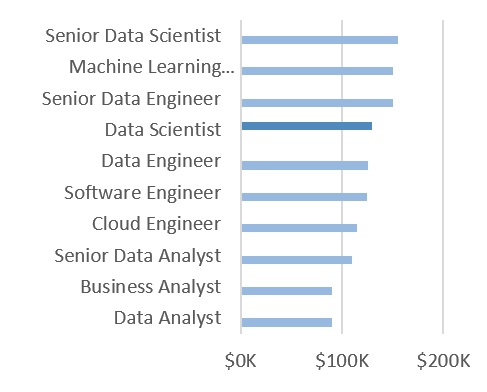 Senior Data Scientist
Machine Learning...
Senior Data Engineer
Data Scientist
Data Engineer
Software Engineer
Cloud Engineer
Senior Data Analyst
Business Analyst
Data Analyst
$0K $100K $200K